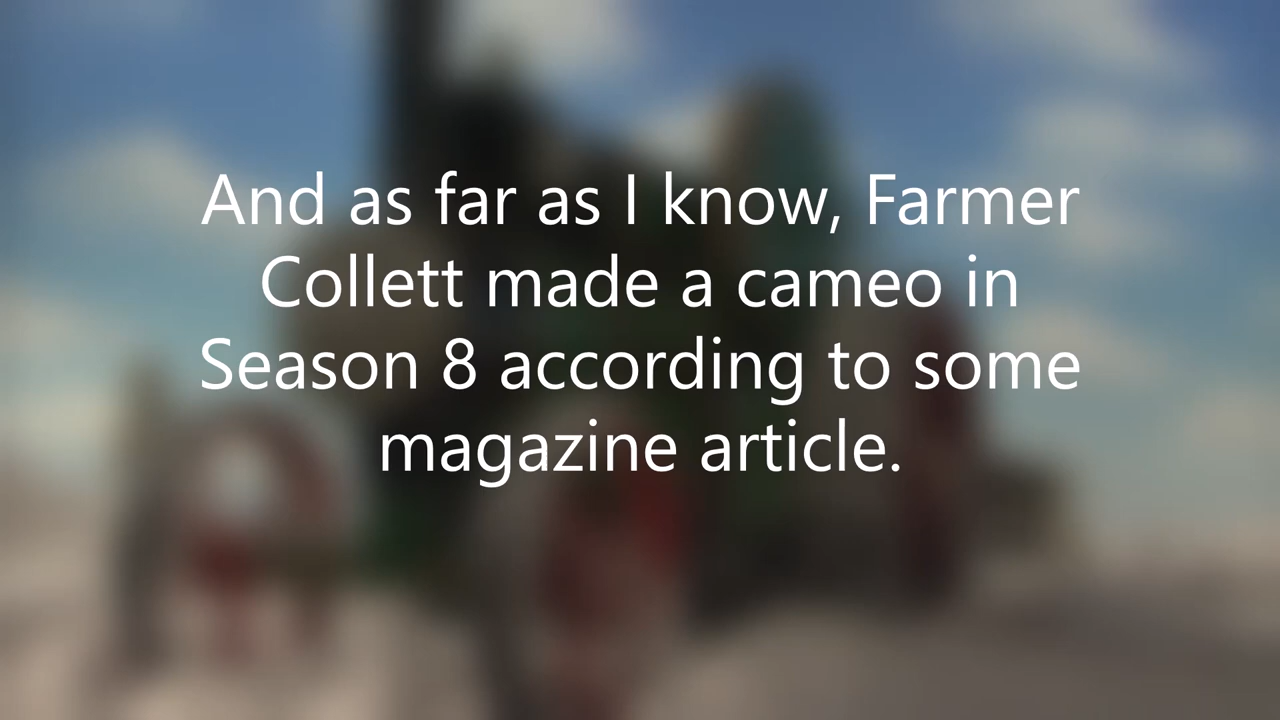 And as far as I know, Farmer
Collett made a cameo in
Season 8 according to some
magazine article.